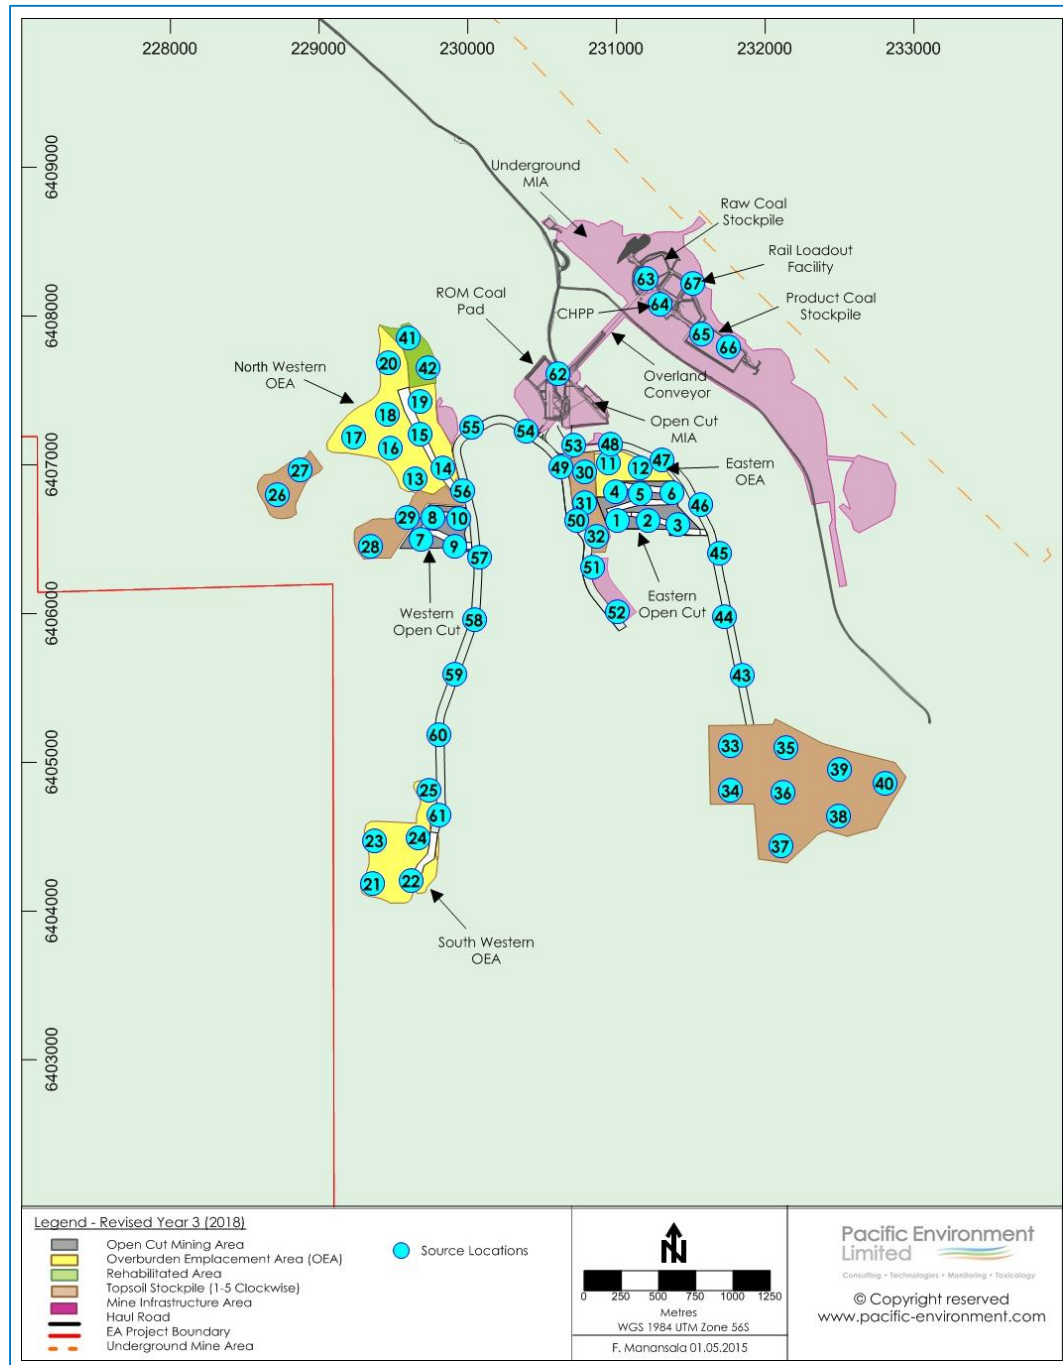 228000
229000
230000
231000
232000
233000
6409000
6408000
6407000
6406000
6405000
6404000
6403000
Underground
MIA
Raw Coal
Stockpile
Rail Loadout
Facility
Product Coal
Stockpile
ROM Coal
Pad
CHPP
Overland
Conveyor
Open Cut
MIA
North Western
OEA
Eastern
OEA
Western
Open Cut
Eastern
Open Cut
South Western
OEA
63
67
64
65
66
62
41
20
42
19
18
17
15
16
14
13
27
26
55
54
53
48
49
30
11
12
47
56
4
5
6
31
46
29
8
10
50
1
2
3
32
7
9
28
57
51
45
58
52
44
59
43
60
33
35
39
40
34
36
38
37
25
61
23
24
21
22
Legend - Revised Year 3 (2018)
Open Cut Mining Area
Overburden Emplacement Area (OEA)
Rehabilitated Area
Topsoil Stockpile (1-5 Clockwise)
Mine Infrastructure Area
Haul Road
EA Project Boundary
Underground Mine Area
Source Locations
N
0 250 500 750 1000 1250
Metres
WGS 1984 UTM Zone 56S
F. Manansala 01.05.2015
Pacific Environment
Limited
Consulting • Technologies • Monitoring • Toxicology
© Copyright reserved
www.pacific-environment.com